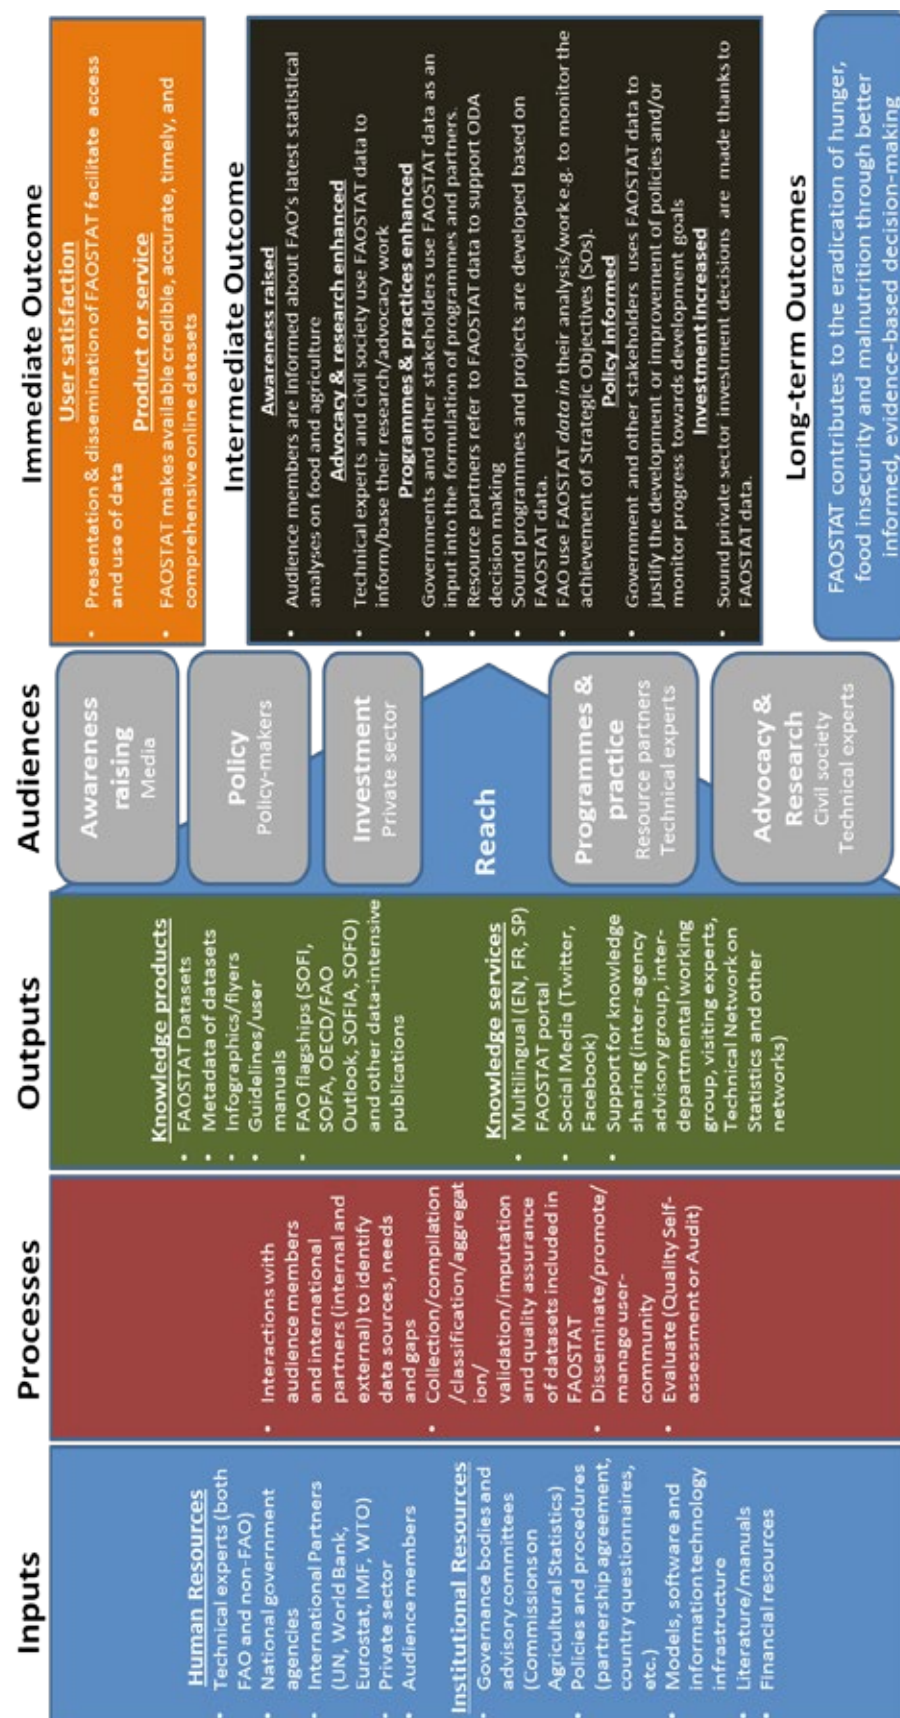 Inputs
Human Resources
• Technical experts (both
FAO and non-FAO)
• National government
agencies
• International Partners
(UN, World Bank,
Eurostat, IMF, WTO)
• Private sector
• Audience members
Institutional Resources
• Governance bodies and
advisory committees
(Commissions on
Agricultural Statistics)
• Policies and procedures
(partnership agreement,
country questionnaires,
etc.)
• Models, software and
information technology
infrastructure
• Literature/manuals
• Financial resources
Processes
• Interactions with
audience members
and international
partners (internal and
external) to identify
data sources, needs
and gaps
• Collection/compilation
/classification/aggregat
ion/
validation/imputation
and quality assurance
of datasets included in
FAOSTAT
• Disseminate/promote/
manage user-
community
• Evaluate (Quality Self-
assessment or Audit)
Outputs
Knowledge products
• FAOSTAT Datasets
• Metadata of datasets
• Infographics/flyers
• Guidelines/user
manuals
• FAO flagships (SOFI,
SOFA, OECD/FAO
Outlook, SOFIA, SOFO)
and other data-intensive
publications
Knowledge services
• Multilingual (EN, FR, SP)
FAOSTAT portal
• Social Media (Twitter,
Facebook)
• Support for knowledge
sharing (inter-agency
advisory group, inter-
departmental working
group, visiting experts,
Technical Network on
Statistics and other
networks)
Audiences
Awareness
raising
Media
Policy
Policy-makers
Investment
Private sector
Reach
Programmes &
practice
Resource partners
Technical experts
Advocacy &
Research
Civil society
Technical experts
Immediate Outcome
User satisfaction
• Presentation & dissemination of FAOSTAT facilitate access
and use of data
Product or service
• FAOSTAT makes available credible, accurate, timely, and
comprehensive online datasets
Intermediate Outcome
Awareness raised
• Audience members are informed about FAO's latest statistical
analyses on food and agriculture
Advocacy & research enhanced
• Technical experts and civil society use FAOSTAT data to
inform/base their research/advocacy work
Programmes & practices enhanced
• Governments and other stakeholders use FAOSTAT data as an
input into the formulation of programmes and partners.
• Resource partners refer to FAOSTAT data to support ODA
decision making
• Sound programmes and projects are developed based on
FAOSTAT data.
• FAO use FAOSTAT data in their analysis/work e.g. to monitor the
achievement of Strategic Objectives (SOs).
Policy informed
• Government and other stakeholders uses FAOSTAT data to
justify the development or improvement of policies and/or
monitor progress towards development goals
Investment increased
• Sound private sector investment decisions are made thanks to
FAOSTAT data.
Long-term Outcomes
FAOSTAT contributes to the eradication of hunger,
food insecurity and malnutrition through better
informed, evidence-based decision-making